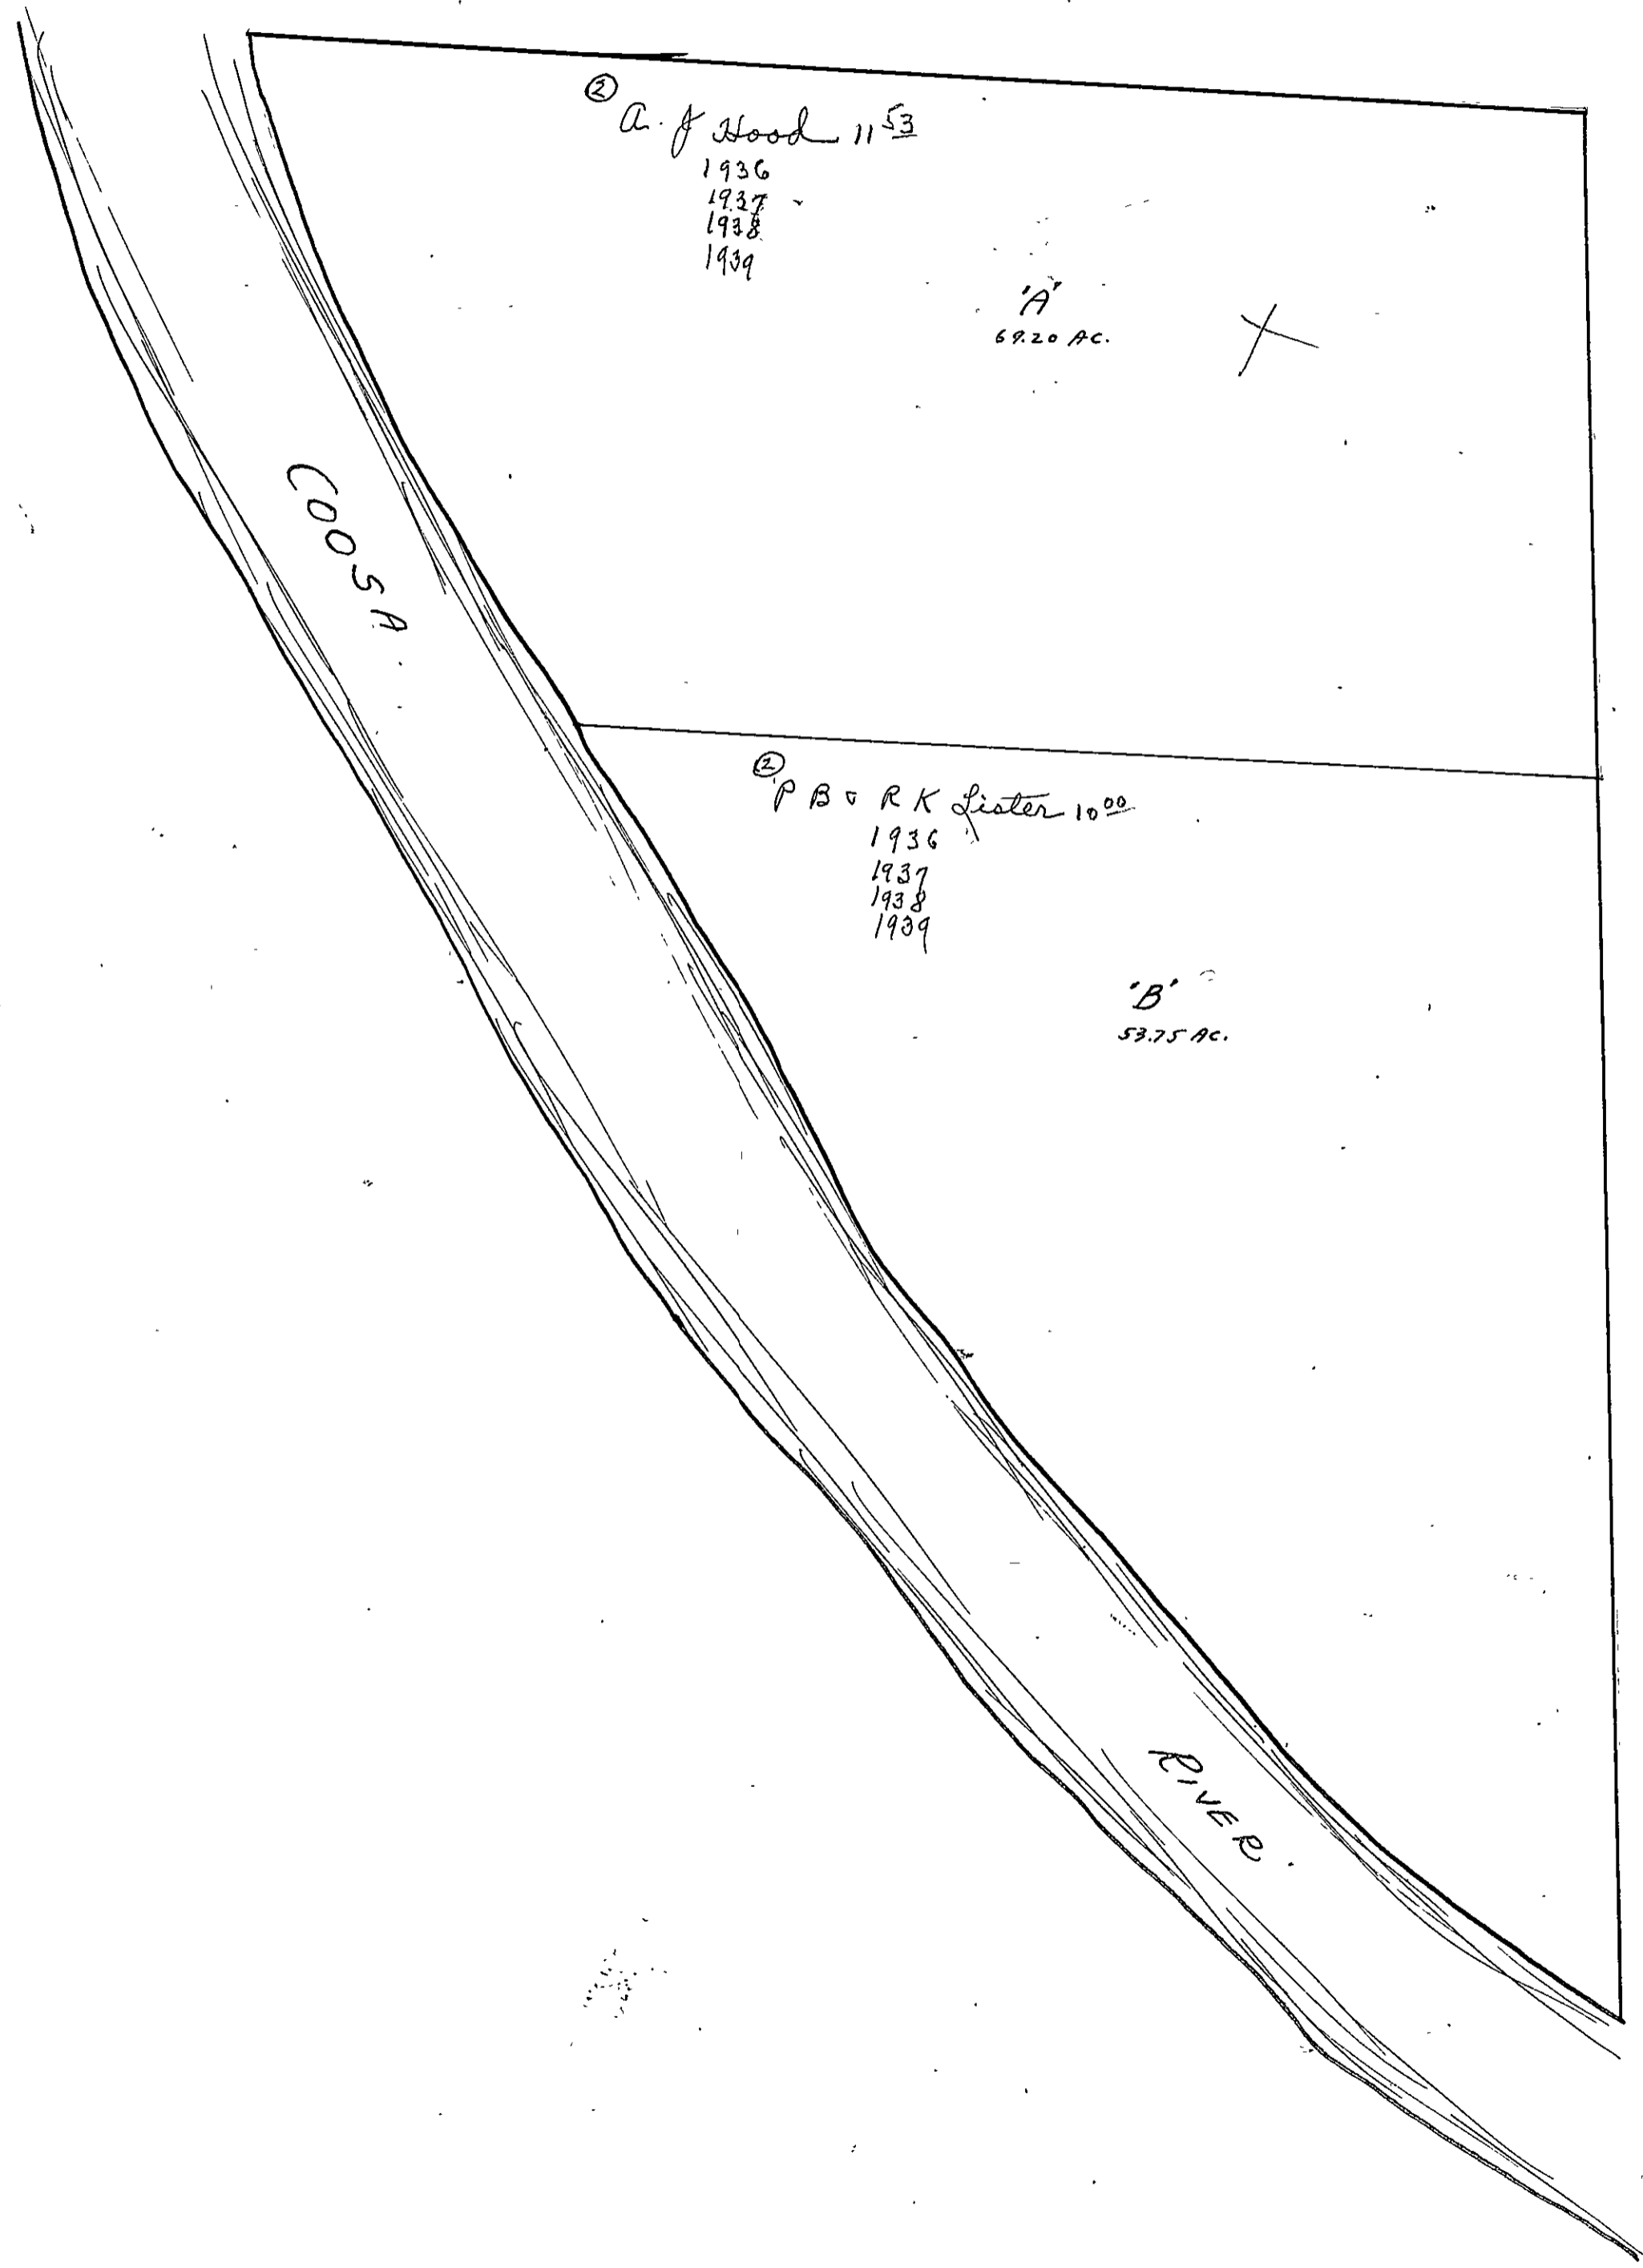 ②
A. J Hood 11 53
1936
1937
1938
1939
'A'
69.20 AC.
COOSA
②
P B & R K Lister 10 00
1936
1937
1938
1939
'B'
53.75 AC.
RIVER.